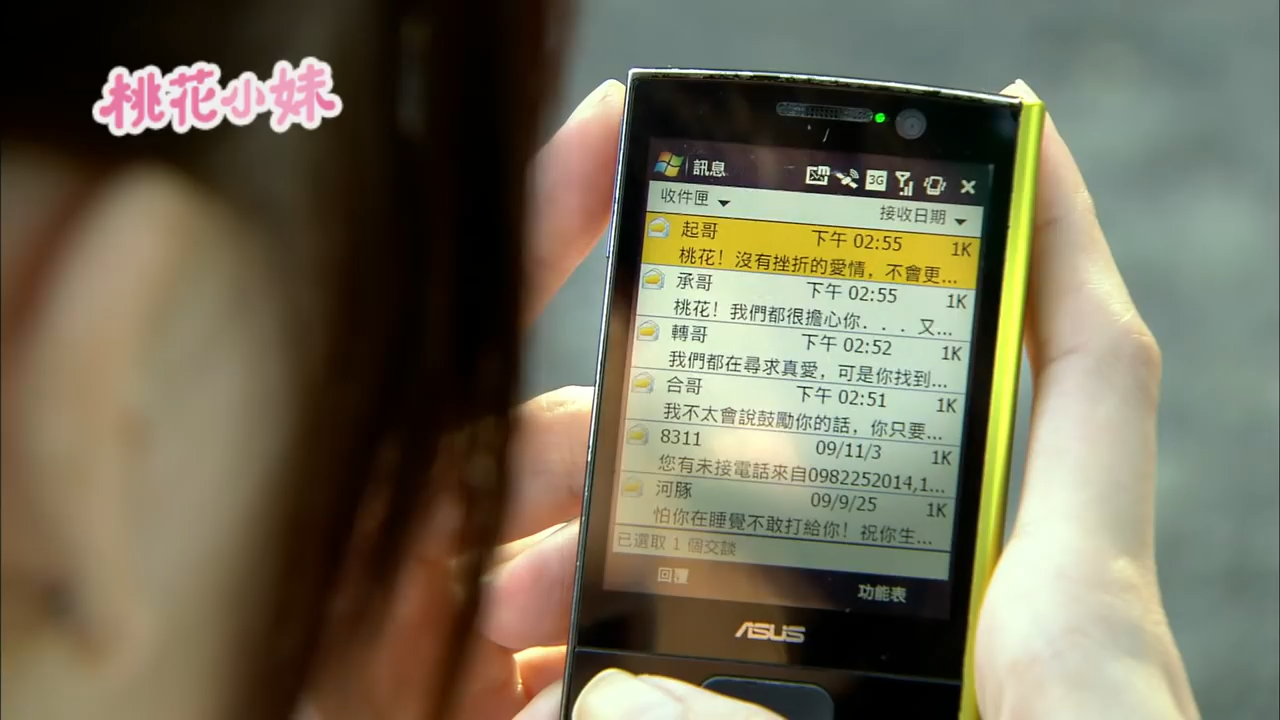 桃花小妹
訊息
3G
收件匣
接收日期
起哥 下午 02:55 1K
桃花！沒有挫折的愛情，不會更...
承哥 下午 02:55 1K
桃花！我們都很擔心你．．．又...
轉哥 下午 02:52 1K
我們都在尋求真愛，可是你找到...
合哥 下午 02:51 1K
我不太會說鼓勵你的話，你只要...
8311 09/11/3 1K
您有未接電話來自0982252014,1...
河豚 09/9/25 1K
怕你在睡覺不敢打給你！祝你生...
已選取 1 個交談
回覆 功能表
ASUS